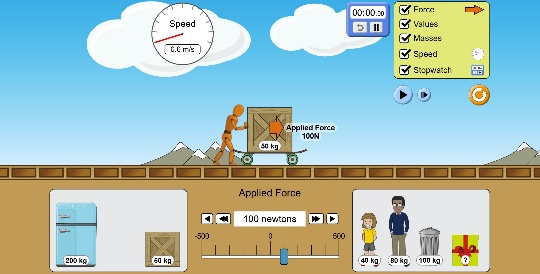 Speed
0.0 m/s
00:00.00
Force
Values
Masses
Speed
Stopwatch
Applied Force
100N
50 kg
Applied Force
100 newtons
-500 0 500
200 kg
50 kg
40 kg
80 kg
100 kg
?